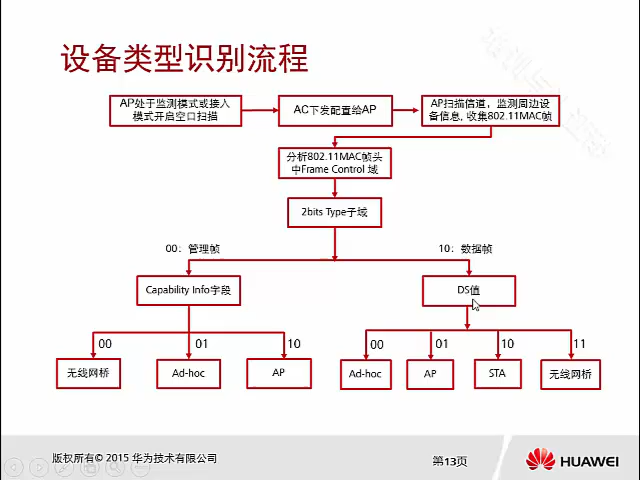 设备类型识别流程
AP处于监测模式或接入
模式开启空口扫描
AC下发配置给AP
AP扫描信道，监测周边设
备信息, 收集802.11MAC帧
分析802.11MAC帧头
中Frame Control 域
2bits Type子域
00：管理帧
10：数据帧
Capability Info字段
DS值
00
01
10
00
01
10
11
无线网桥
Ad-hoc
AP
Ad-hoc
AP
STA
无线网桥
版权所有© 2015 华为技术有限公司
第13页
HUAWEI